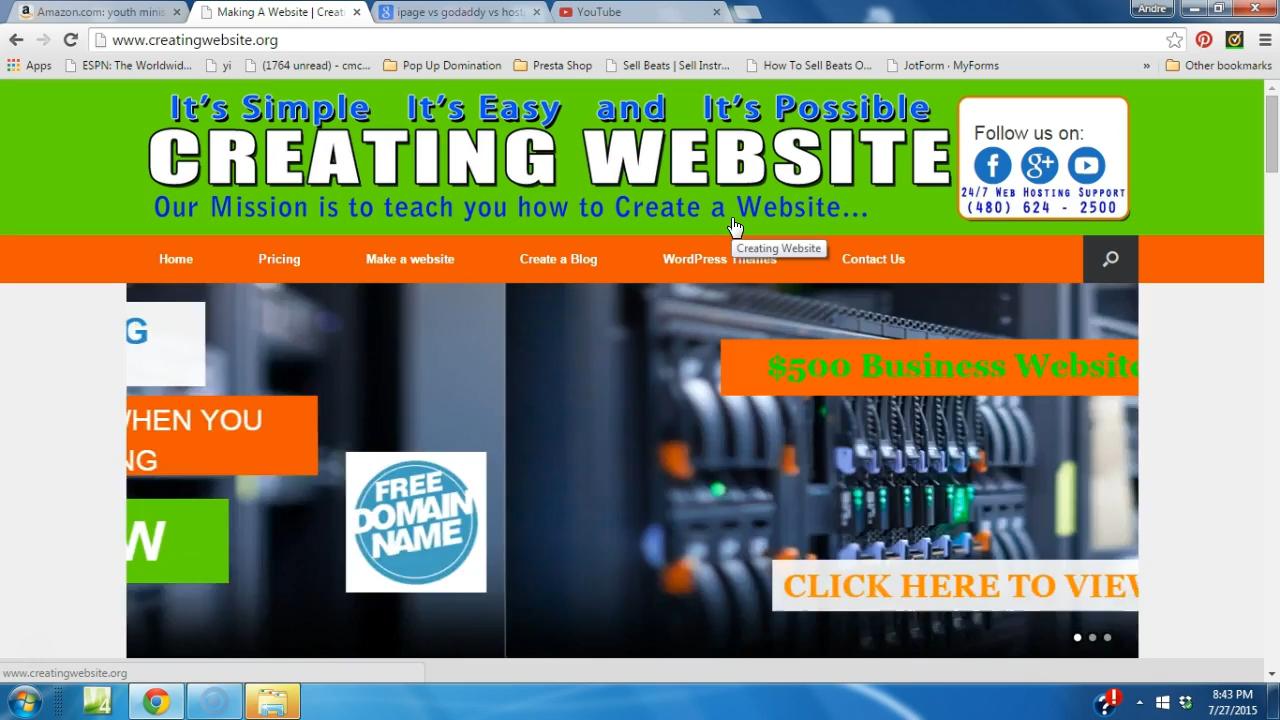 Amazon.com: youth minis
Making A Website | Creati
ipage vs godaddy vs host
YouTube
Andre
www.creatingwebsite.org
Apps
ESPN: The Worldwid...
yi
(1764 unread) - cmc...
Pop Up Domination
Presta Shop
Sell Beats | Sell Instr...
How To Sell Beats O...
JotForm · MyForms
»
Other bookmarks
It's Simple It's Easy and It's Possible
CREATING WEBSITE
Our Mission is to teach you how to Create a Website...
Follow us on:
24/7 Web Hosting Support
(480) 624 - 2500
Creating Website
Home
Pricing
Make a website
Create a Blog
WordPress Themes
Contact Us
G
WHEN YOU
NG
W
FREE
DOMAIN
NAME
$500 Business Website
CLICK HERE TO VIEW
www.creatingwebsite.org
4
8:43 PM
7/27/2015